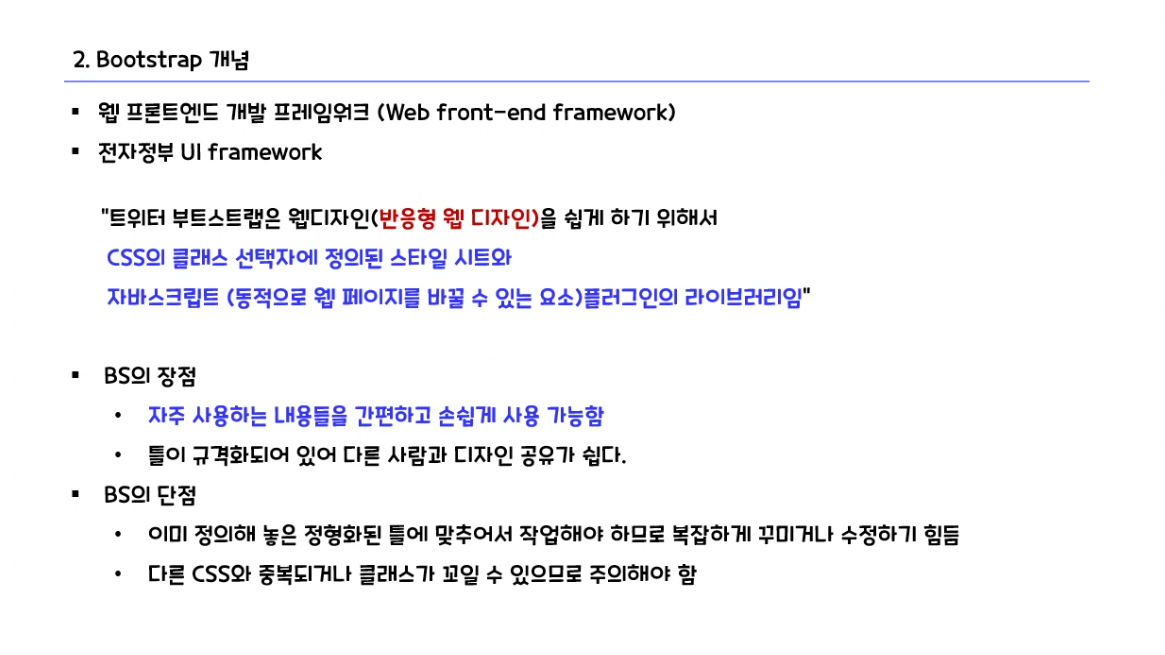 2. Bootstrap 개념
▪ 웹 프론트엔드 개발 프레임워크 (Web front-end framework)
▪ 전자정부 UI framework
"트위터 부트스트랩은 웹디자인(반응형 웹 디자인)을 쉽게 하기 위해서
CSS의 클래스 선택자에 정의된 스타일 시트와
자바스크립트 (동적으로 웹 페이지를 바꿀 수 있는 요소)플러그인의 라이브러리임"
▪ BS의 장점
• 자주 사용하는 내용들을 간편하고 손쉽게 사용 가능함
• 틀이 규격화되어 있어 다른 사람과 디자인 공유가 쉽다.
▪ BS의 단점
• 이미 정의해 놓은 정형화된 틀에 맞추어서 작업해야 하므로 복잡하게 꾸미거나 수정하기 힘듬
• 다른 CSS와 중복되거나 클래스가 꼬일 수 있으므로 주의해야 함